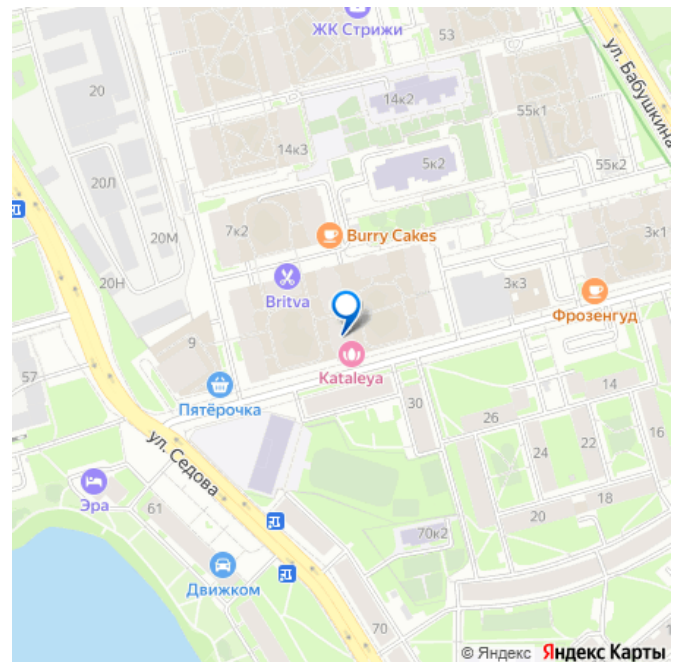 ЖК Стрижи
53
ул. Бабушкина
20
14к2
55к1
14к3
5к2
55к2
20Л
7к2
20М
Burry Cakes
3к1
20Н
Britva
3к3
Фрозенгуд
9
Kataleya
57
Пятёрочка
14
30
26
16
ул. Седова
24
22
Эра
61
18
20
70к2
Движком
70
1
© Яндекс Яндекс Карты